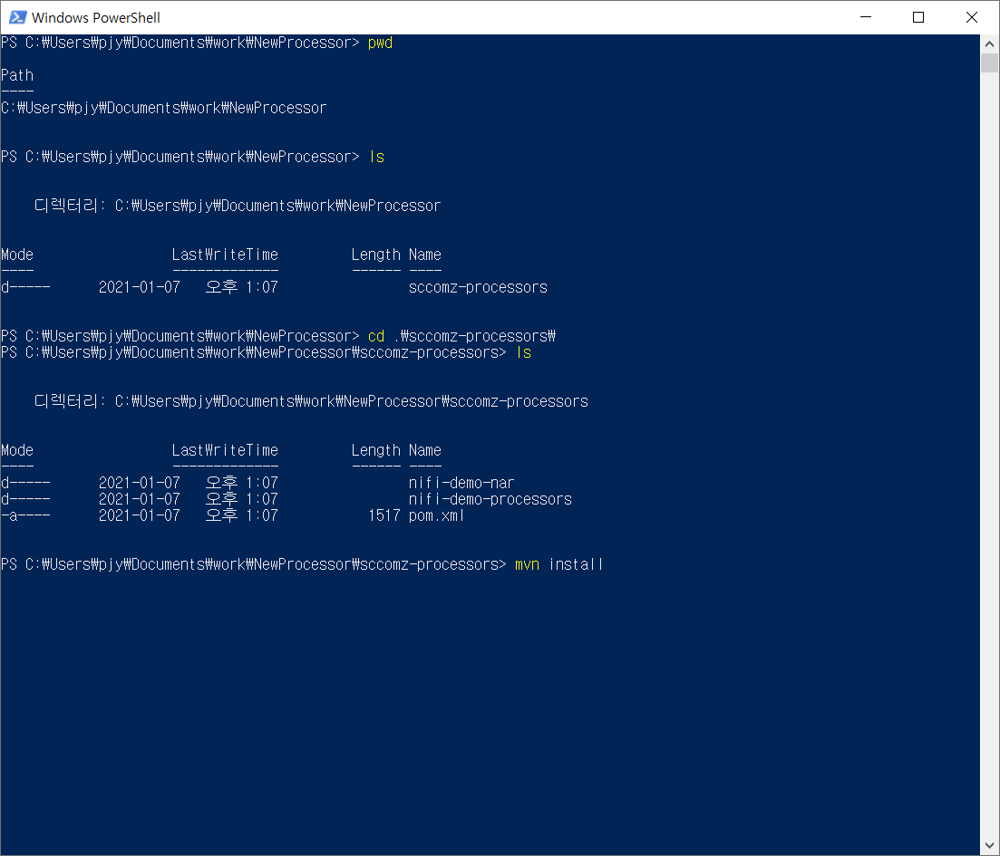 Windows PowerShell
PS C:₩Users₩pjy₩Documents₩work₩NewProcessor> pwd
Path
----
C:₩Users₩pjy₩Documents₩work₩NewProcessor
PS C:₩Users₩pjy₩Documents₩work₩NewProcessor> ls
디렉터리: C:₩Users₩pjy₩Documents₩work₩NewProcessor
Mode                 LastWriteTime         Length Name
----                 -------------         ------ ----
d-----      2021-01-07   오후 1:07                sccomz-processors
PS C:₩Users₩pjy₩Documents₩work₩NewProcessor> cd .₩sccomz-processors₩
PS C:₩Users₩pjy₩Documents₩work₩NewProcessor₩sccomz-processors> ls
디렉터리: C:₩Users₩pjy₩Documents₩work₩NewProcessor₩sccomz-processors
Mode                 LastWriteTime         Length Name
----                 -------------         ------ ----
d-----      2021-01-07   오후 1:07                nifi-demo-nar
d-----      2021-01-07   오후 1:07                nifi-demo-processors
-a----      2021-01-07   오후 1:07           1517 pom.xml
PS C:₩Users₩pjy₩Documents₩work₩NewProcessor₩sccomz-processors> mvn install